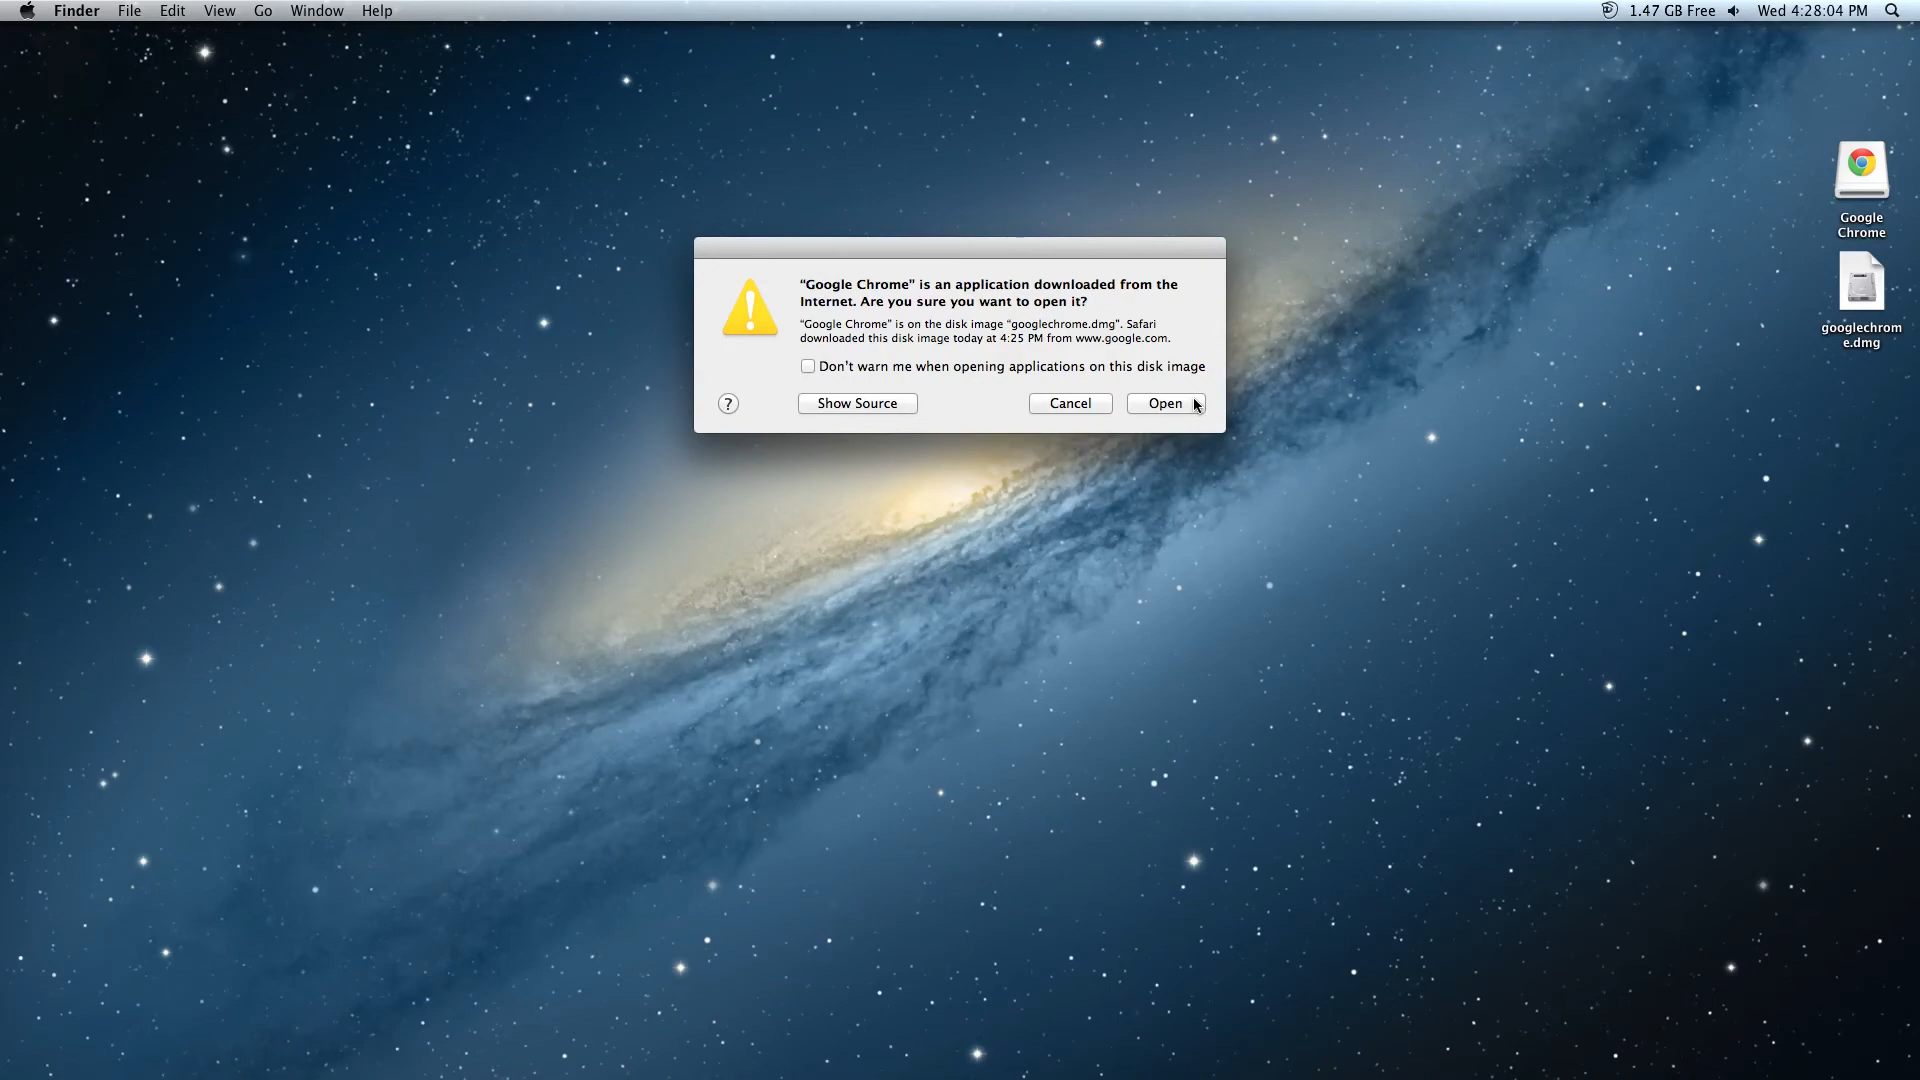 Finder File Edit View Go Window Help 1.47 GB Free Wed 4:28:04 PM
Google
Chrome
googlechrom
e.dmg
“Google Chrome” is an application downloaded from the
Internet. Are you sure you want to open it?
“Google Chrome” is on the disk image “googlechrome.dmg”. Safari
downloaded this disk image today at 4:25 PM from www.google.com.
Don't warn me when opening applications on this disk image
? Show Source Cancel Open